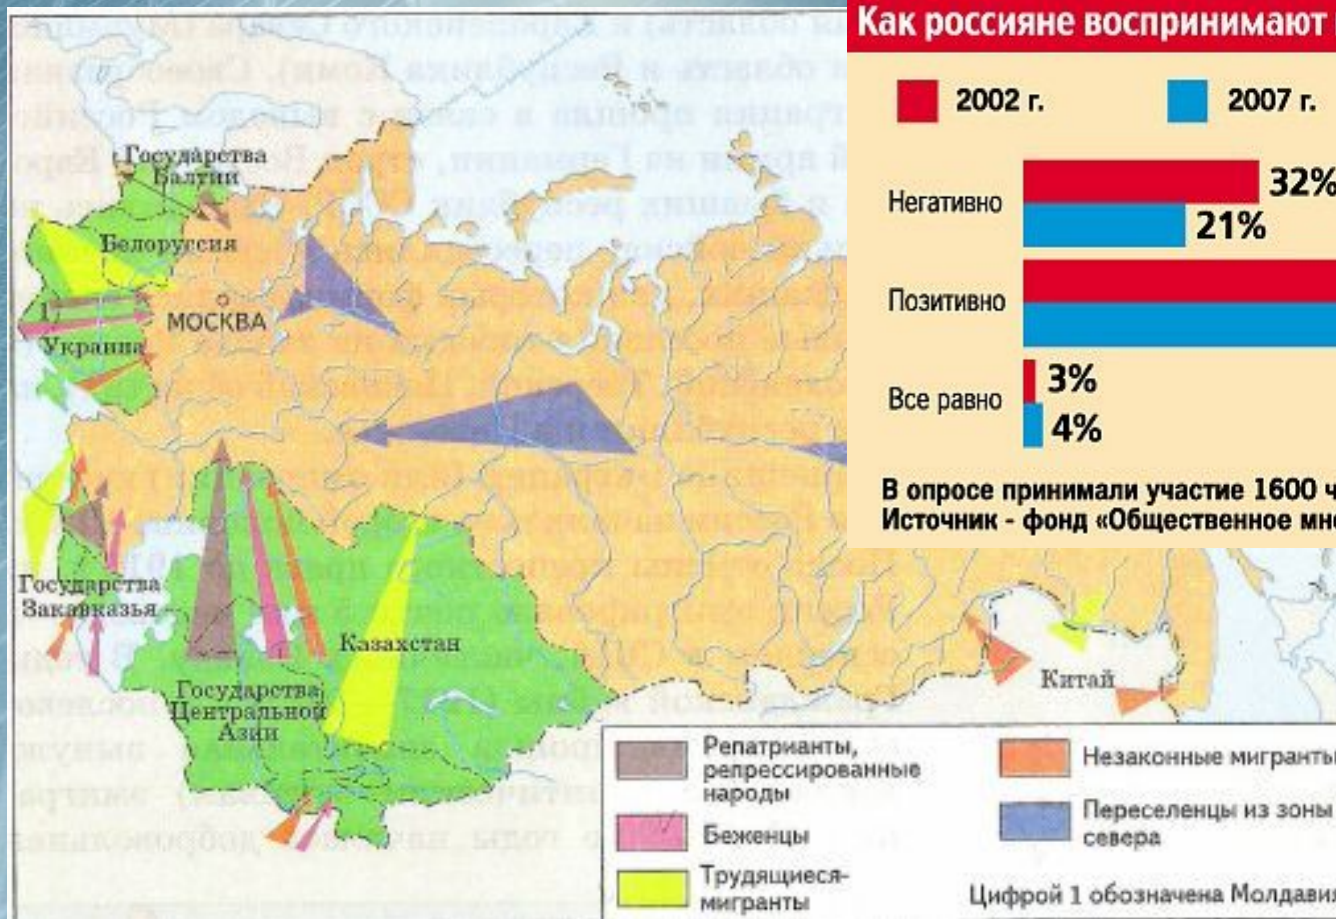 Государства
Балтии
Белоруссия
МОСКВА
1
Украина
Государства
Закавказья
Казахстан
Государства
Центральной
Азии
Китай
Репатрианты,
репрессированные
народы
Беженцы
Трудящиеся-
мигранты
Незаконные мигранты
Переселенцы из зоны
севера
Цифрой 1 обозначена Молдавия
Как россияне воспринимают
2002 г.
2007 г.
Негативно
32%
21%
Позитивно
Все равно
3%
4%
В опросе принимали участие 1600
Источник - фонд «Общественное